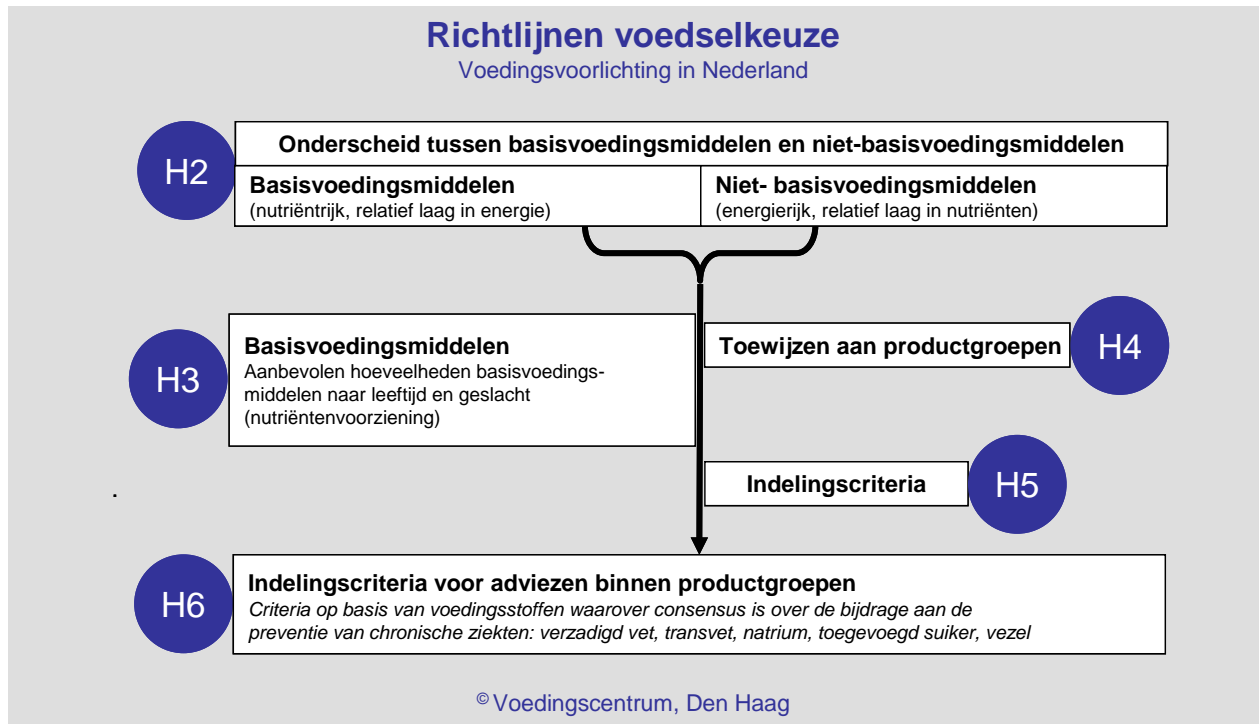 Richtlijnen voedselkeuze
Voedingsvoorlichting in Nederland
H2
Onderscheid tussen basisvoedingsmiddelen en niet-basisvoedingsmiddelen
Basisvoedingsmiddelen
(nutriëntrijk, relatief laag in energie)
Niet- basisvoedingsmiddelen
(energierijk, relatief laag in nutriënten)
H3
Basisvoedingsmiddelen
Aanbevolen hoeveelheden basisvoedings-
middelen naar leeftijd en geslacht
(nutriëntenvoorziening)
Toewijzen aan productgroepen
H4
Indelingscriteria
H5
.
H6
Indelingscriteria voor adviezen binnen productgroepen
Criteria op basis van voedingsstoffen waarover consensus is over de bijdrage aan de
preventie van chronische ziekten: verzadigd vet, transvet, natrium, toegevoegd suiker, vezel
© Voedingscentrum, Den Haag